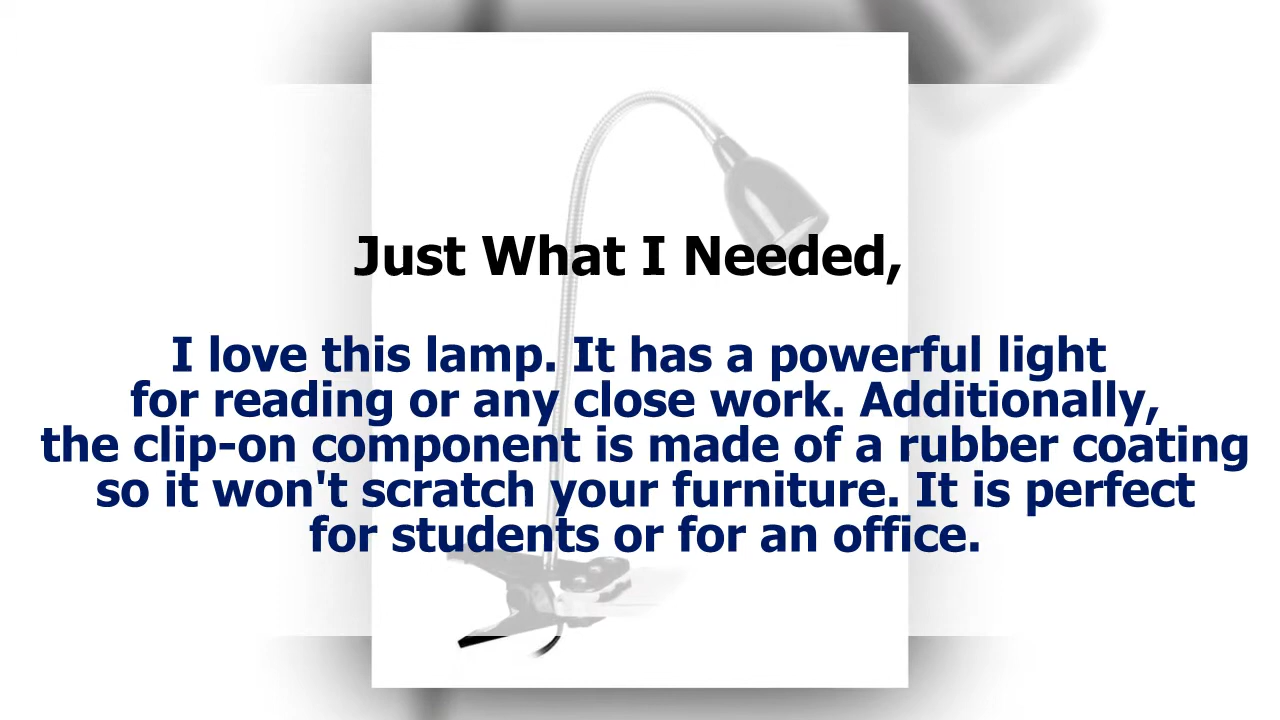 Just What I Needed,
I love this lamp. It has a powerful light
for reading or any close work. Additionally,
the clip-on component is made of a rubber coating
so it won't scratch your furniture. It is perfect
for students or for an office.